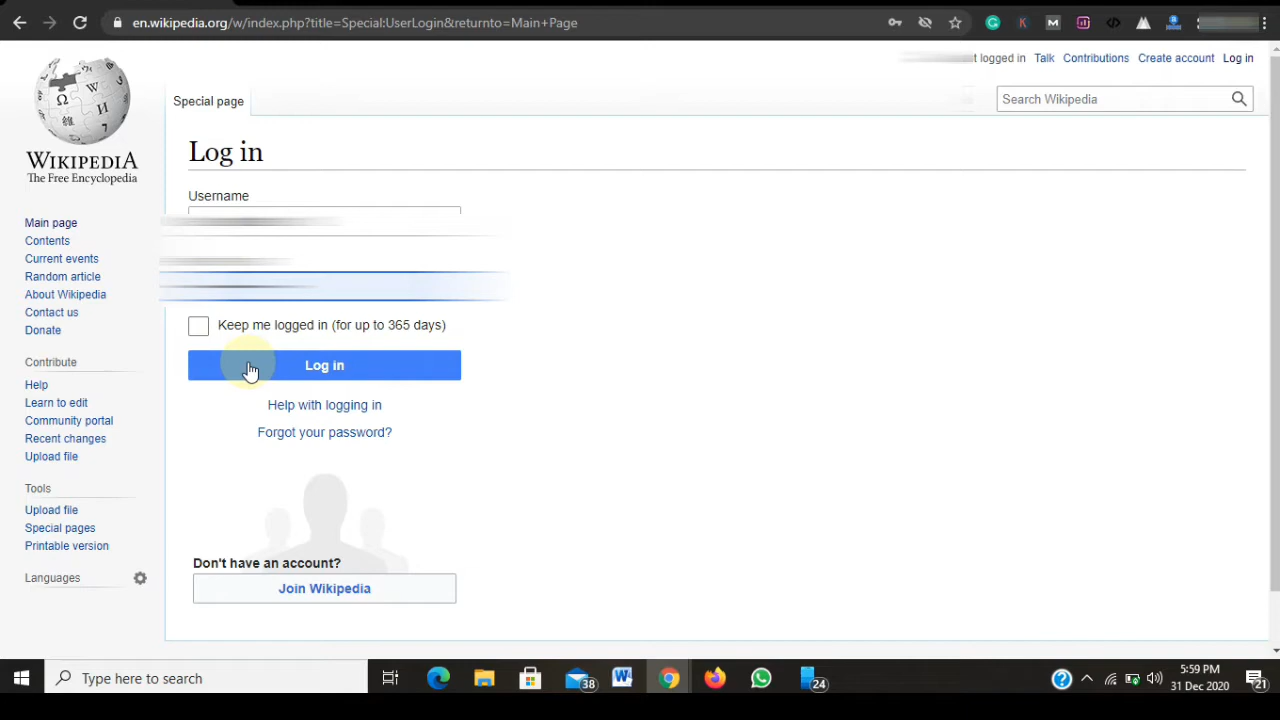 en.wikipedia.org/w/index.php?title=Special:UserLogin&returnto=Main+Page
logged in Talk Contributions Create account Log in
Special page
Search Wikipedia
WIKIPEDIA
The Free Encyclopedia
Log in
Username
Main page
Contents
Current events
Random article
About Wikipedia
Contact us
Donate
Keep me logged in (for up to 365 days)
Log in
Contribute
Help
Learn to edit
Community portal
Recent changes
Upload file
Help with logging in
Forgot your password?
Tools
Upload file
Special pages
Printable version
Languages
Don't have an account?
Join Wikipedia
Type here to search
38
24
5:59 PM
31 Dec 2020
21